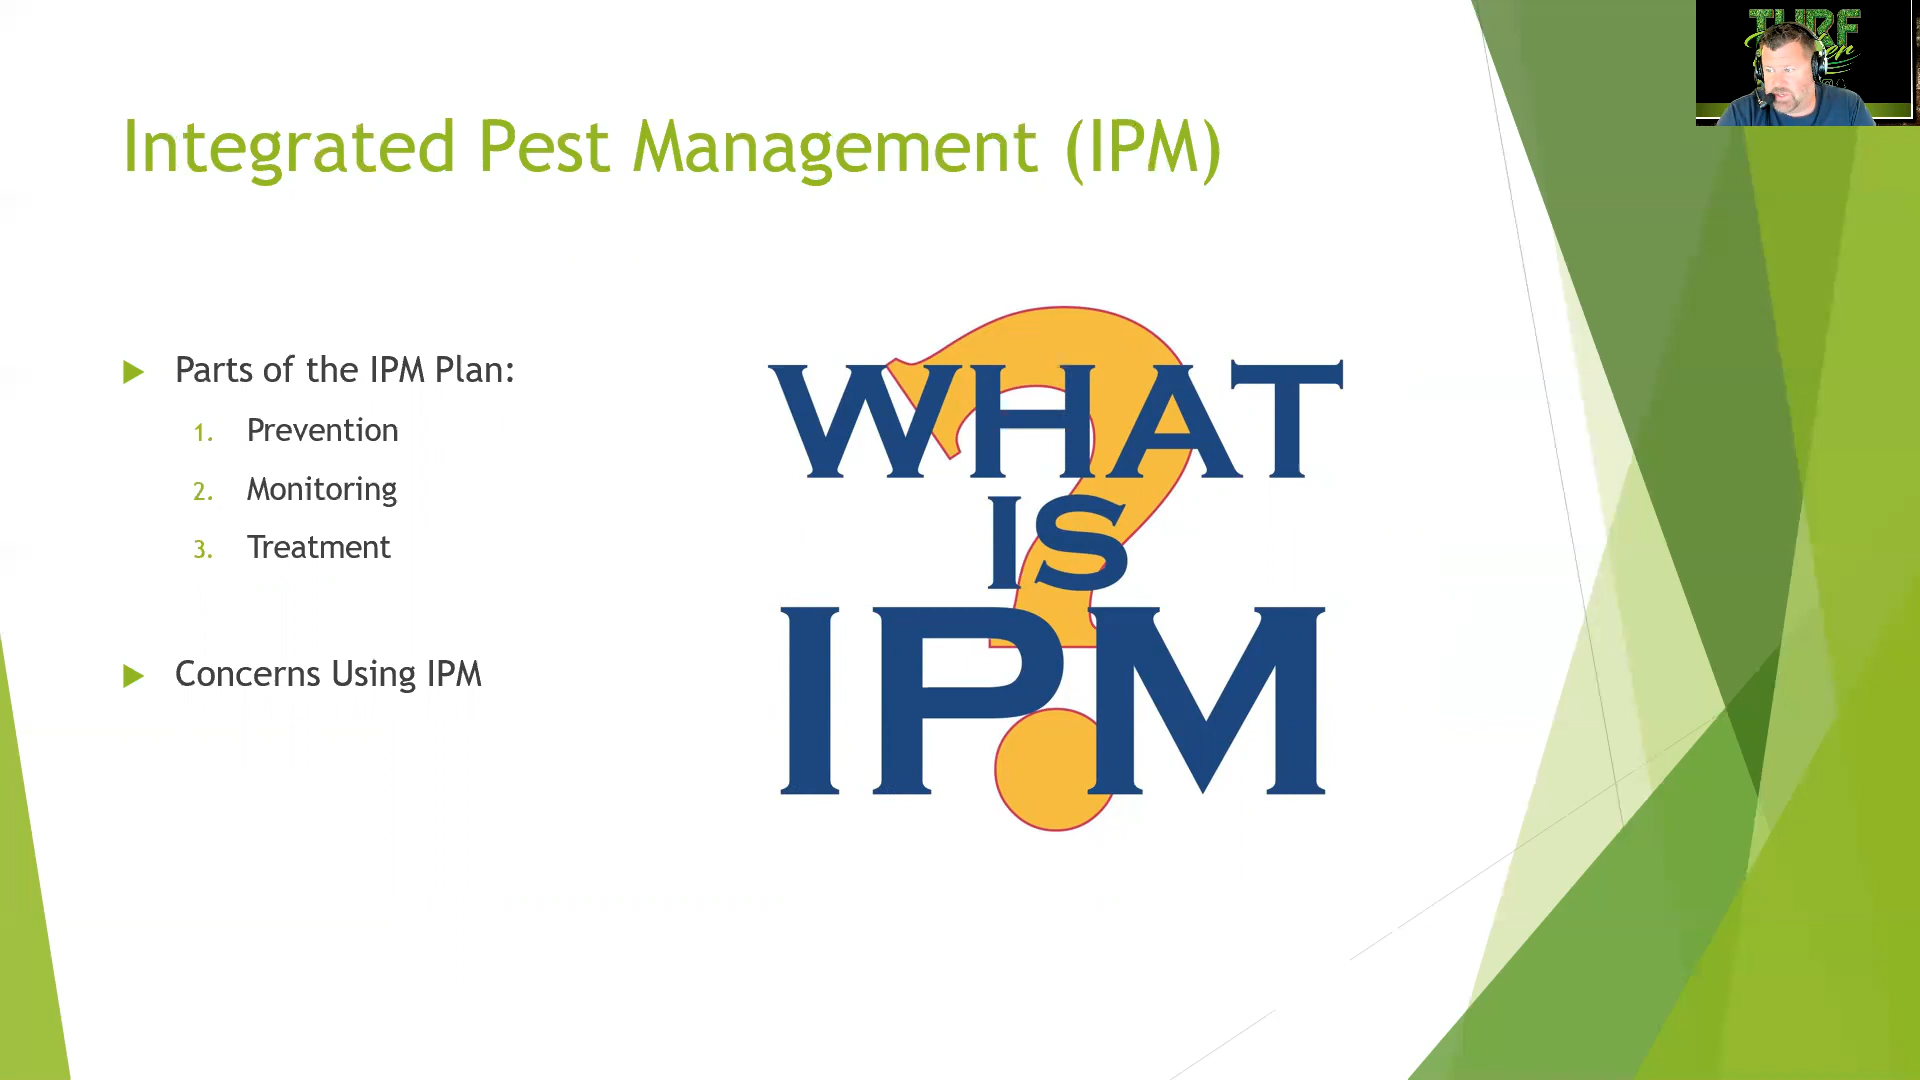 Integrated Pest Management (IPM)
Parts of the IPM Plan:
1. Prevention
2. Monitoring
3. Treatment
Concerns Using IPM
WHAT
IS
IPM
TURF